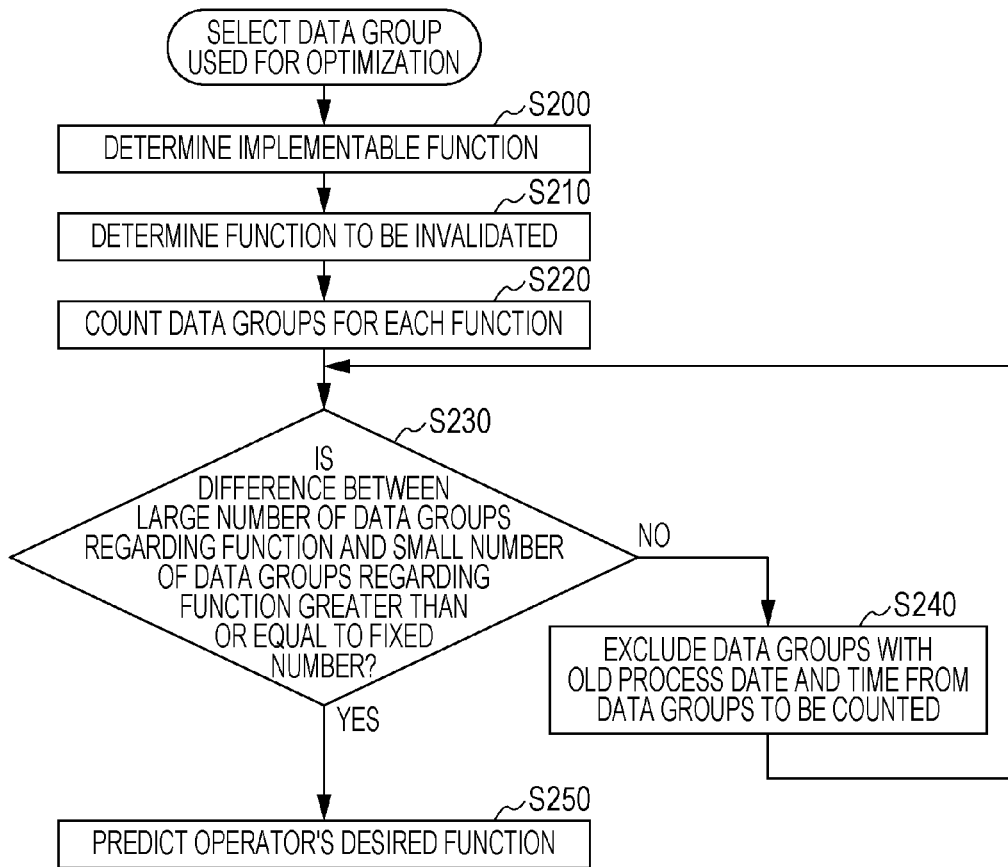 SELECT DATA GROUP
USED FOR OPTIMIZATION
S200
DETERMINE IMPLEMENTABLE FUNCTION
S210
DETERMINE FUNCTION TO BE INVALIDATED
S220
COUNT DATA GROUPS FOR EACH FUNCTION
S230
IS
DIFFERENCE BETWEEN
LARGE NUMBER OF DATA GROUPS
REGARDING FUNCTION AND SMALL NUMBER
OF DATA GROUPS REGARDING
FUNCTION GREATER THAN
OR EQUAL TO FIXED
NUMBER?
NO
S240
EXCLUDE DATA GROUPS WITH
OLD PROCESS DATE AND TIME FROM
DATA GROUPS TO BE COUNTED
YES
S250
PREDICT OPERATOR'S DESIRED FUNCTION